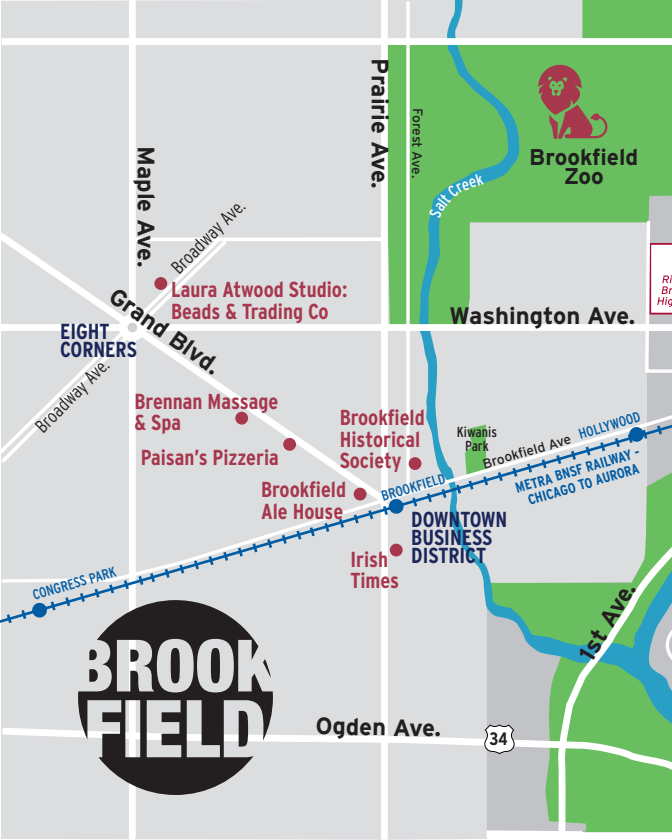 Prairie Ave.
Forest Ave.
Brookfield
Zoo
Maple Ave.
Salt Creek
Broadway Ave.
Laura Atwood Studio:
Beads & Trading Co
Grand Blvd.
Washington Ave.
EIGHT
CORNERS
Broadway Ave.
Brennan Massage
& Spa
Paisan's Pizzeria
Brookfield
Historical
Society
Kiwanis
Park
Brookfield Ave
HOLLYWOOD
METRA BNSF RAILWAY -
CHICAGO TO AURORA
Brookfield
Ale House
BROOKFIELD
DOWNTOWN
BUSINESS
DISTRICT
Irish
Times
CONGRESS PARK
1st Ave.
BROOK
FIELD
Ogden Ave.
34